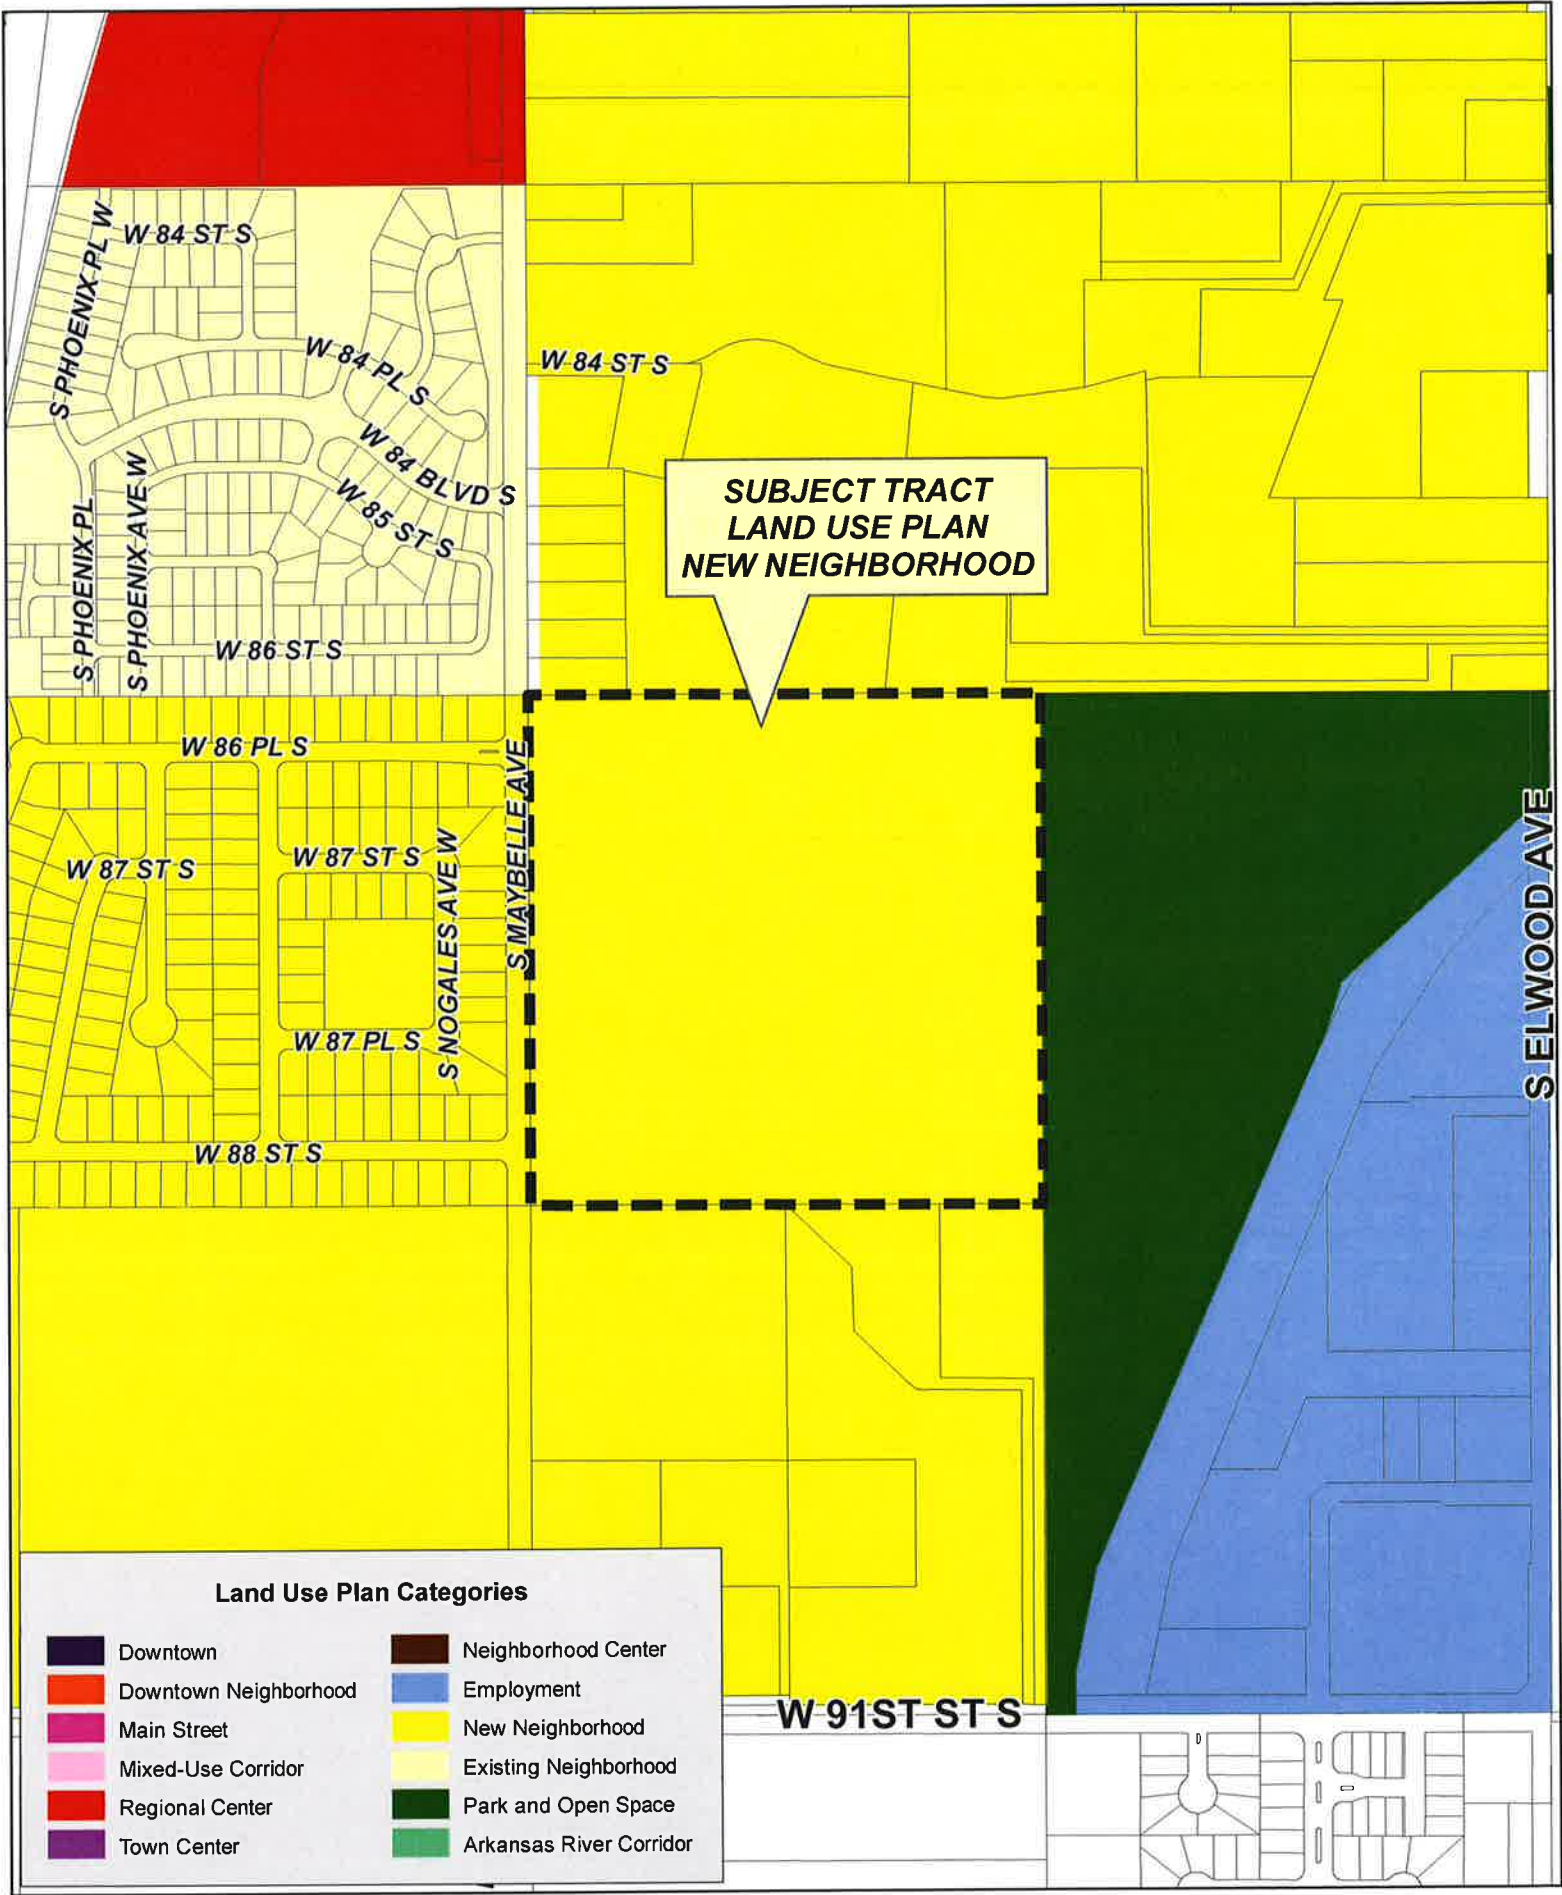 W 84 ST S
S PHOENIX PL W
W 84 PL S
W 84 ST S
W 84 BLVD S
W 85 ST S
S PHOENIX PL
S PHOENIX AVE W
W 86 ST S
SUBJECT TRACT
LAND USE PLAN
NEW NEIGHBORHOOD
W 86 PL S
S MAYBELLE AVE
W 87 ST S
W 87 ST S
S NOGALES AVE W
W 87 PL S
S ELWOOD AVE
W 88 ST S
W 91ST ST S
Land Use Plan Categories
Downtown
Downtown Neighborhood
Main Street
Mixed-Use Corridor
Regional Center
Town Center
Neighborhood Center
Employment
New Neighborhood
Existing Neighborhood
Park and Open Space
Arkansas River Corridor